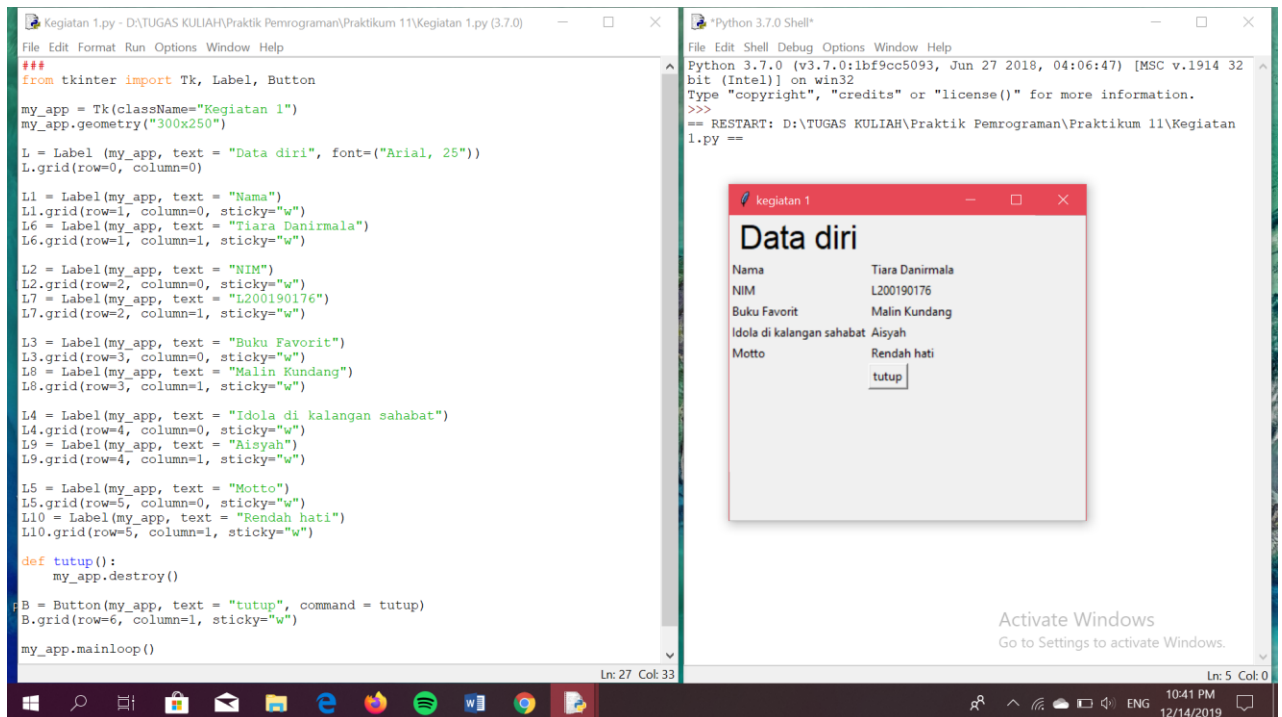 Kegiatan 1.py - D:\TUGAS KULIAH\Praktik Pemrograman\Praktikum 11\Kegiatan 1.py (3.7.0)
File Edit Format Run Options Window Help
###
from tkinter import Tk, Label, Button
my_app = Tk(className="Kegiatan 1")
my_app.geometry("300x250")
L = Label (my_app, text = "Data diri", font=("Arial, 25"))
L.grid(row=0, column=0)
L1 = Label(my_app, text = "Nama")
L1.grid(row=1, column=0, sticky="w")
L6 = Label(my_app, text = "Tiara Danirmala")
L6.grid(row=1, column=1, sticky="w")
L2 = Label(my_app, text = "NIM")
L2.grid(row=2, column=0, sticky="w")
L7 = Label(my_app, text = "L200190176")
L7.grid(row=2, column=1, sticky="w")
L3 = Label(my_app, text = "Buku Favorit")
L3.grid(row=3, column=0, sticky="w")
L8 = Label(my_app, text = "Malin Kundang")
L8.grid(row=3, column=1, sticky="w")
L4 = Label(my_app, text = "Idola di kalangan sahabat")
L4.grid(row=4, column=0, sticky="w")
L9 = Label(my_app, text = "Aisyah")
L9.grid(row=4, column=1, sticky="w")
L5 = Label(my_app, text = "Motto")
L5.grid(row=5, column=0, sticky="w")
L10 = Label(my_app, text = "Rendah hati")
L10.grid(row=5, column=1, sticky="w")
def tutup():
    my_app.destroy()
B = Button(my_app, text = "tutup", command = tutup)
B.grid(row=6, column=1, sticky="w")
my_app.mainloop()
Ln: 27 Col: 33
*Python 3.7.0 Shell*
File Edit Shell Debug Options Window Help
Python 3.7.0 (v3.7.0:1bf9cc5093, Jun 27 2018, 04:06:47) [MSC v.1914 32
bit (Intel)] on win32
Type "copyright", "credits" or "license()" for more information.
>>>
== RESTART: D:\TUGAS KULIAH\Praktik Pemrograman\Praktikum 11\Kegiatan
1.py ==
kegiatan 1
Data diri
Nama Tiara Danirmala
NIM L200190176
Buku Favorit Malin Kundang
Idola di kalangan sahabat Aisyah
Motto Rendah hati
tutup
Activate Windows
Go to Settings to activate Windows.
Ln: 5 Col: 0
ENG
10:41 PM
12/14/2019